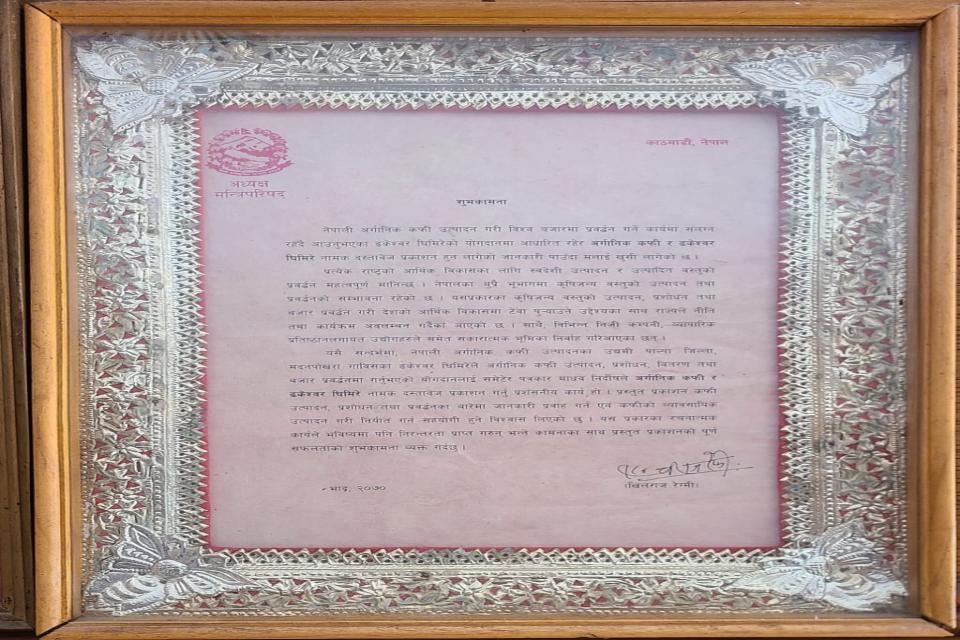 काठमाडौं, नेपाल
अध्यक्ष
मन्त्रिपरिषद
शुभकामना
नेपाली अर्गानिक कफी उत्पादन गरी विश्व बजारमा प्रवर्द्धन गर्ने कार्यमा संलग्न
रहँदै आउनुभएका ढकेश्वर घिमिरेको योगदानमा आधारित रहेर अर्गानिक कफी र ढकेश्वर
घिमिरे नामक दस्तावेज प्रकाशन हुन लागेको जानकारी पाउँदा मलाई खुसी लागेको छ ।
प्रत्येक राष्ट्रको आर्थिक विकासका लागि स्वदेशी उत्पादन र उत्पादित वस्तुको
प्रवर्द्धन महत्वपूर्ण मानिन्छ । नेपालका थुप्रै भूभागमा कृषिजन्य वस्तुको उत्पादन तथा
प्रवर्द्धनको सम्भावना रहेको छ । यसप्रकारका कृषिजन्य वस्तुको उत्पादन, प्रशोधन तथा
बजार प्रवर्द्धन गरी देशको आर्थिक विकासमा टेवा पुऱ्याउने उद्देश्यका साथ राज्यले नीति
तथा कार्यक्रम अवलम्बन गर्दैको आएको छ । साथै, विभिन्न निजी कम्पनी, व्यापारिक
प्रतिष्ठानलगायत उद्योगहरुले समेत सकारात्मक भूमिका निर्वाह गरिआएका छन् ।
यसै सन्दर्भमा, नेपाली अर्गानिक कफी उत्पादनका उद्यमी पाल्पा जिल्ला,
मदनपोखरा गाविसका ढकेश्वर घिमिरेले अर्गानिक कफी उत्पादन, प्रशोधन, वितरण तथा
बजार प्रवर्द्धनमा गर्नुभएको योगदानलाई समेटेर पत्रकार माधव निर्दोषले अर्गानिक कफी र
ढकेश्वर घिमिरे नामक दस्तावेज प्रकाशन गर्नु प्रशंसनीय कार्य हो । प्रस्तुत प्रकाशन कफी
उत्पादन, प्रशोधन तथा प्रवर्द्धनका बारेमा जानकारी प्रवाह गर्न एवं कफीको व्यावसायिक
उत्पादन गरी निर्यात गर्न सहयोगी हुने विश्वास लिएको छु । यस प्रकारका रचनात्मक
कार्यले भविष्यमा पनि निरन्तरता प्राप्त गरुन् भन्ने कामनाका साथ प्रस्तुत प्रकाशनको पूर्ण
सफलताको शुभकामना व्यक्त गर्दछु ।
भाद्र, २०७०
(खिलराज रेग्मी)